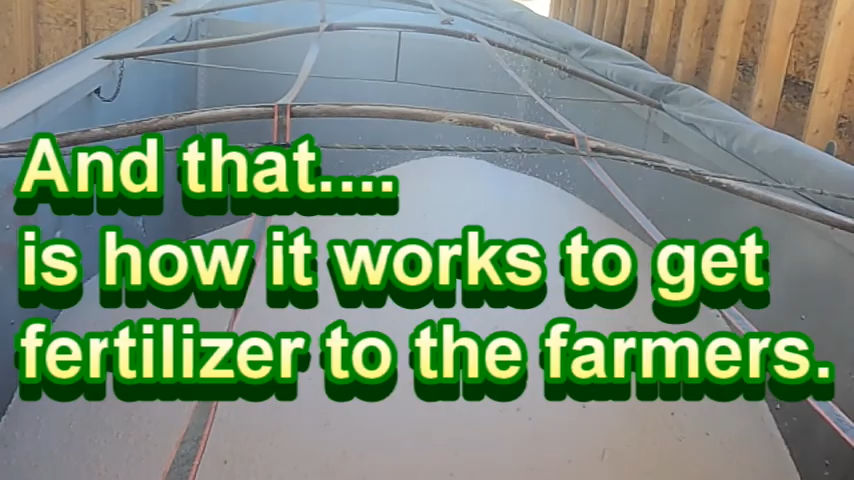 And that....
is how it works to get
fertilizer to the farmers.